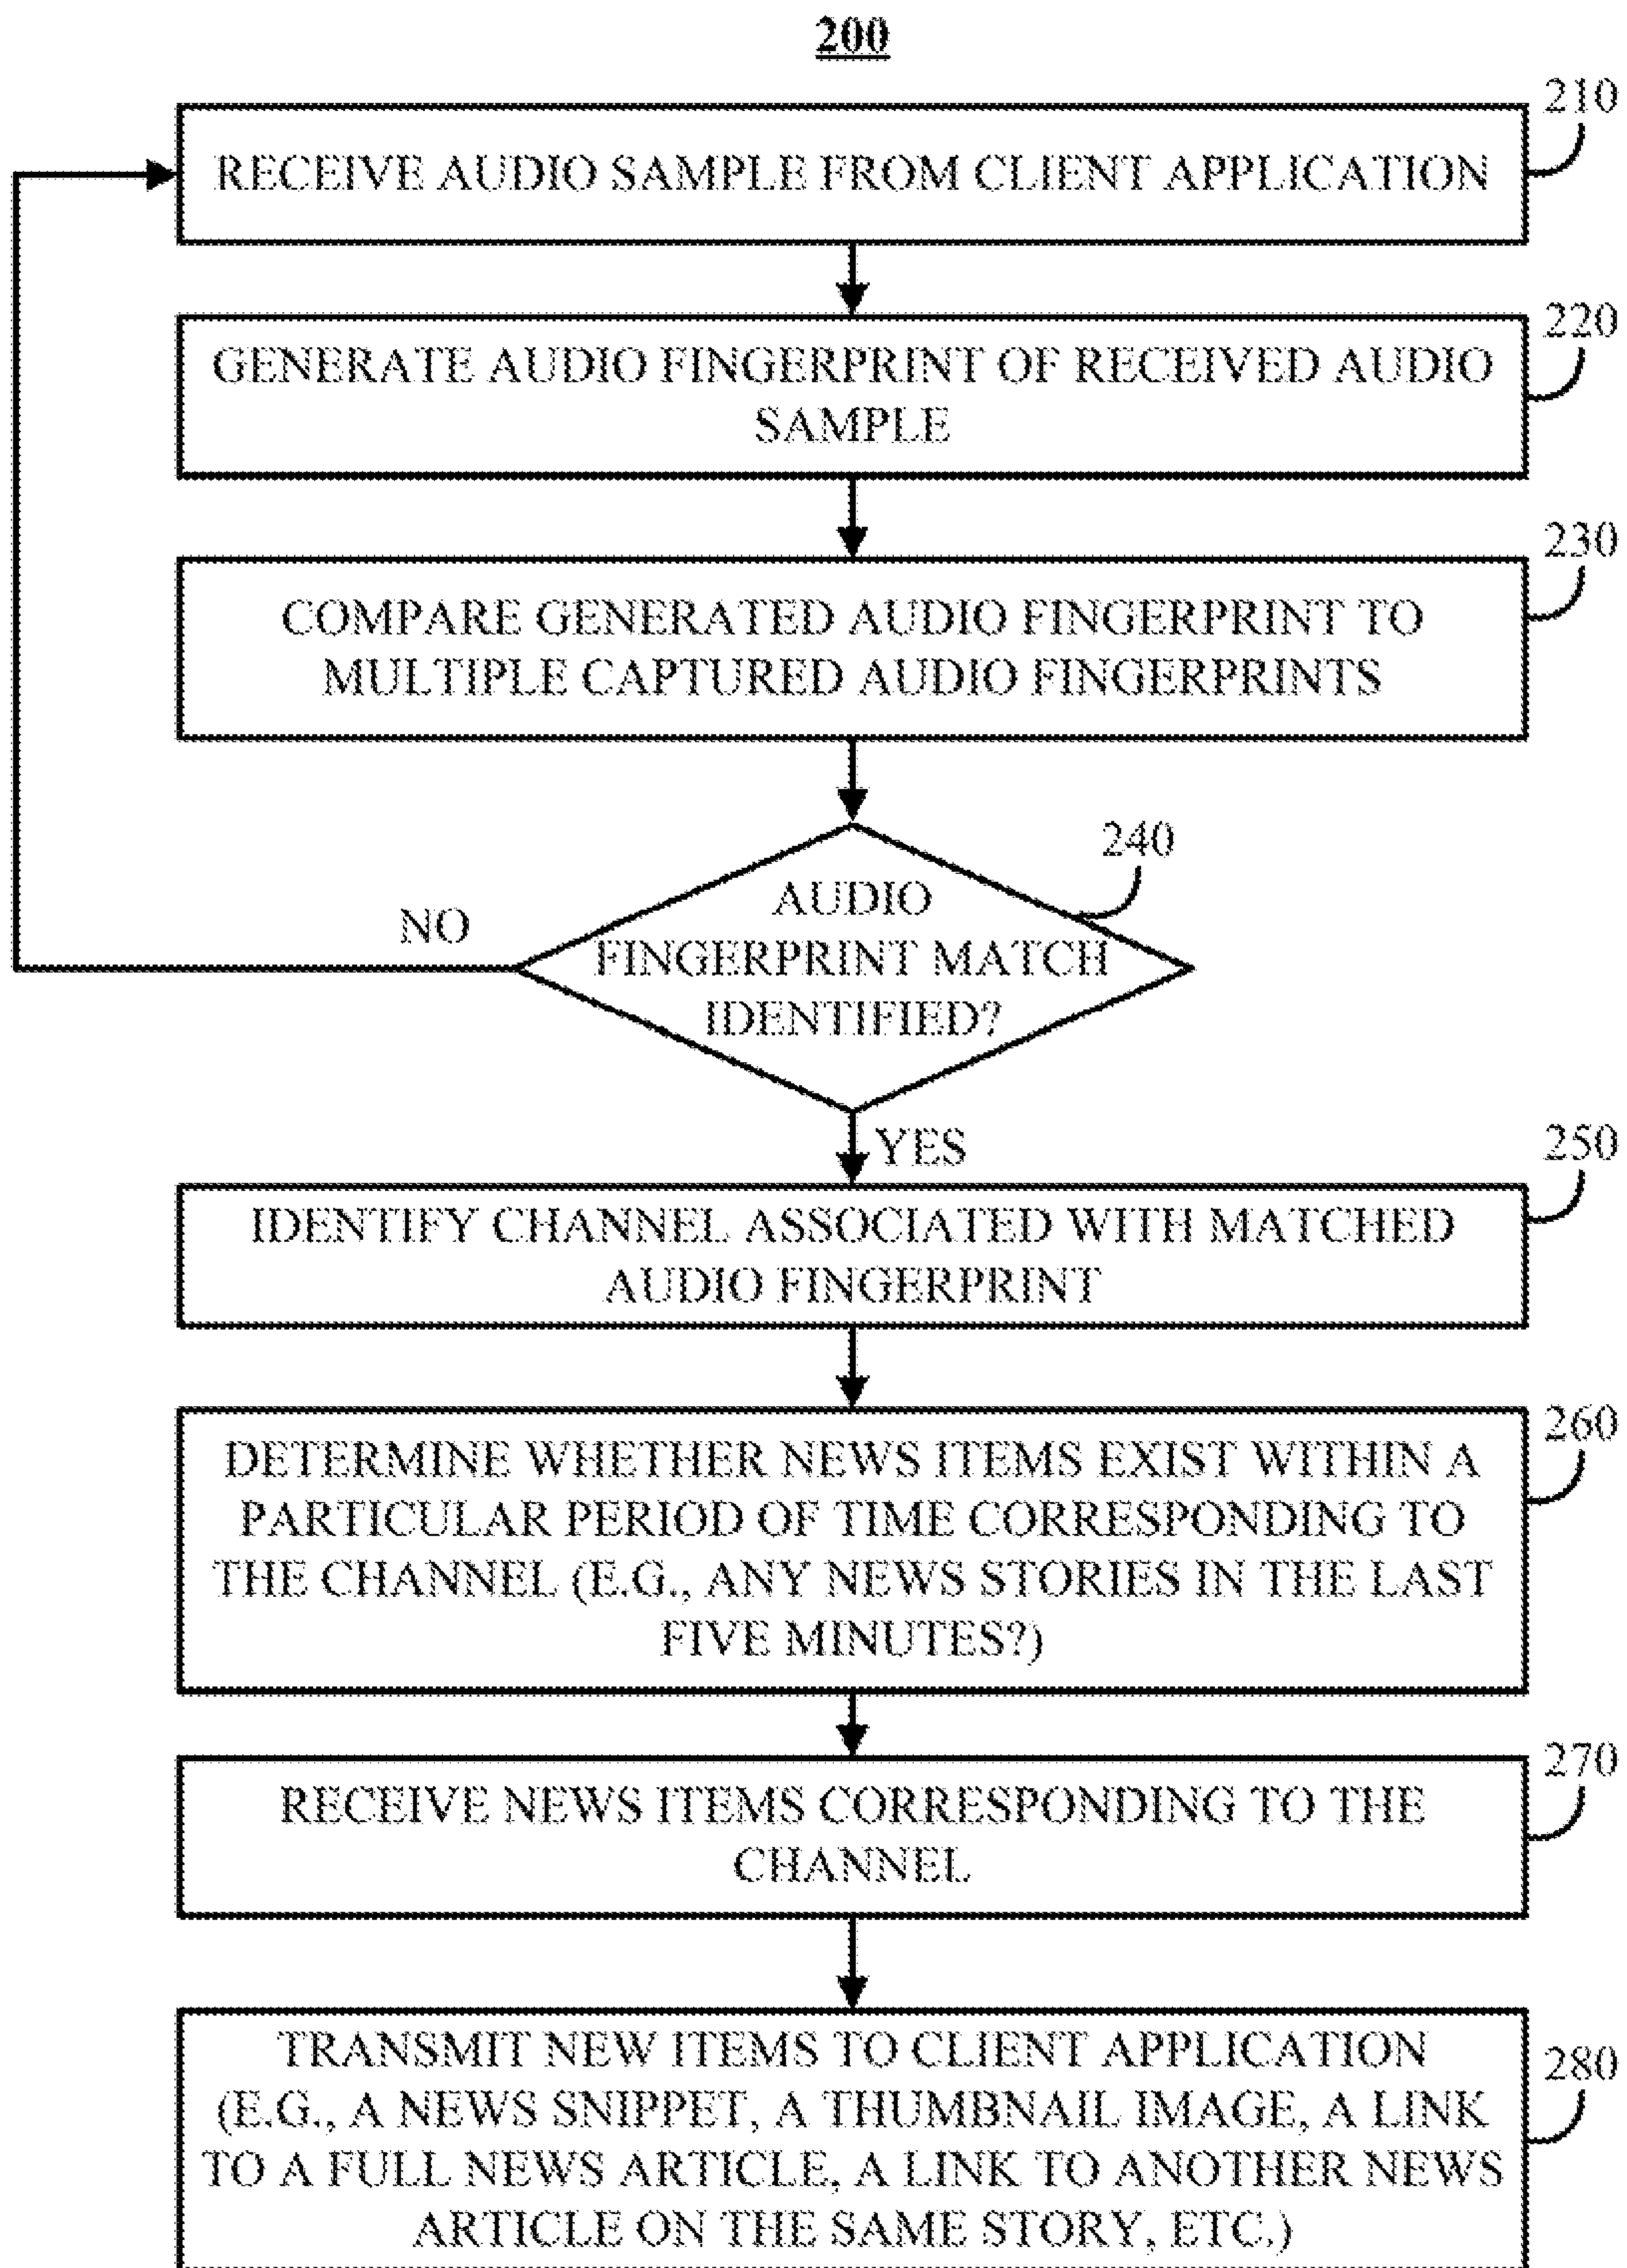 200
210
RECEIVE AUDIO SAMPLE FROM CLIENT APPLICATION
220
GENERATE AUDIO FINGERPRINT OF RECEIVED AUDIO
SAMPLE
230
COMPARE GENERATED AUDIO FINGERPRINT TO
MULTIPLE CAPTURED AUDIO FINGERPRINTS
240
AUDIO
FINGERPRINT MATCH
IDENTIFIED?
NO
YES
250
IDENTIFY CHANNEL ASSOCIATED WITH MATCHED
AUDIO FINGERPRINT
260
DETERMINE WHETHER NEWS ITEMS EXIST WITHIN A
PARTICULAR PERIOD OF TIME CORRESPONDING TO
THE CHANNEL (E.G., ANY NEWS STORIES IN THE LAST
FIVE MINUTES?)
270
RECEIVE NEWS ITEMS CORRESPONDING TO THE
CHANNEL
280
TRANSMIT NEW ITEMS TO CLIENT APPLICATION
(E.G., A NEWS SNIPPET, A THUMBNAIL IMAGE, A LINK
TO A FULL NEWS ARTICLE, A LINK TO ANOTHER NEWS
ARTICLE ON THE SAME STORY, ETC.)